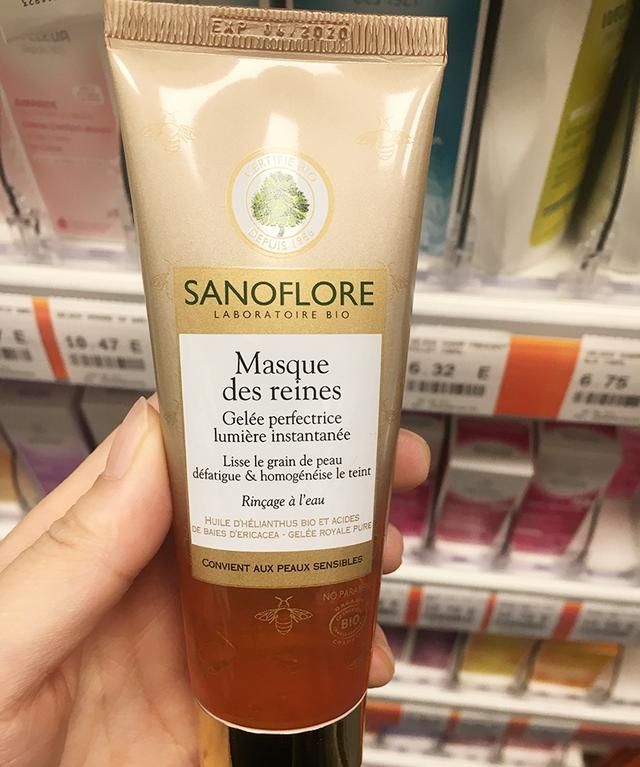 EXP 04/2020
CERTIFIÉ BIO
DEPUIS 1986
SANOFLORE
LABORATOIRE BIO
Masque
des reines
Gelée perfectrice
lumière instantanée
Lisse le grain de peau
défatigue & homogénéise le teint
Rinçage à l'eau
HUILE D'HÉLIANTHUS BIO ET ACIDES
DE BAIES D'ERICACEA - GELÉE ROYALE PURE
CONVIENT AUX PEAUX SENSIBLES
NO PARABEN
BIO
10.47 E
6.32 E
6.75